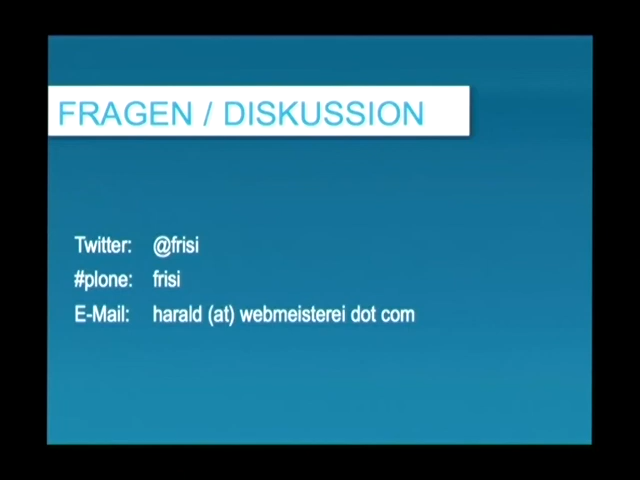 FRAGEN / DISKUSSION
Twitter: @frisi
#plone: frisi
E-Mail: harald (at) webmeisterei dot com